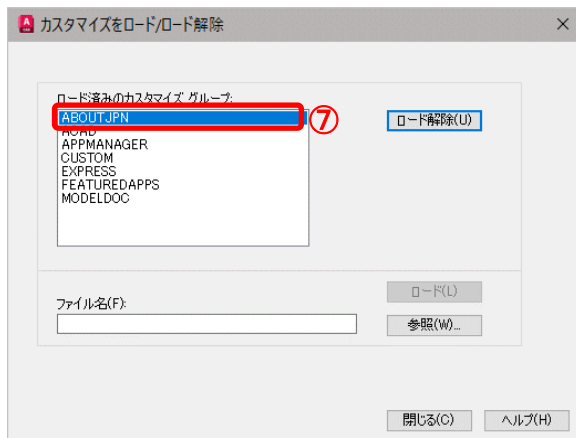 カスタマイズをロード/ロード解除
ロード済みのカスタマイズ グループ:
ABOUTJPN
⑦
ロード解除(U)
ACAD
APPMANAGER
CUSTOM
EXPRESS
FEATUREDAPPS
MODELDOC
ロード(L)
ファイル名(F):
参照(W)...
閉じる(C)
ヘルプ(H)